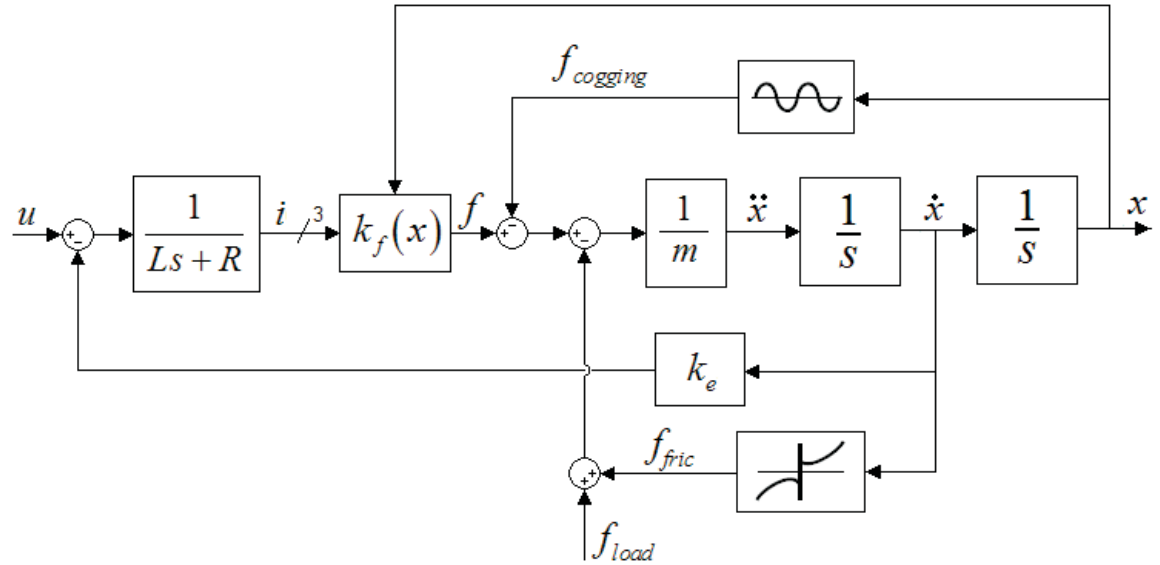 f_cogging
u
1/(Ls + R)
i
3
k_f(x)
f
1/m
ẍ
1/s
ẋ
1/s
x
k_e
f_fric
f_load